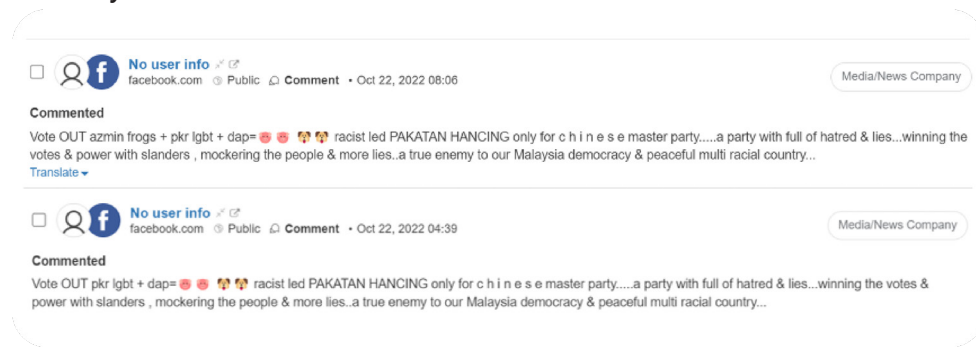 No user info
facebook.com Public Comment • Oct 22, 2022 08:06
Media/News Company
Commented
Vote OUT azmin frogs + pkr lgbt + dap=🐽 🐽 🐶 🐶 racist led PAKATAN HANCING only for c h i n e s e master party.....a party with full of hatred & lies...winning the
votes & power with slanders , mockering the people & more lies..a true enemy to our Malaysia democracy & peaceful multi racial country...
Translate
No user info
facebook.com Public Comment • Oct 22, 2022 04:39
Media/News Company
Commented
Vote OUT pkr lgbt + dap=🐽 🐽 🐶 🐶 racist led PAKATAN HANCING only for c h i n e s e master party.....a party with full of hatred & lies...winning the votes &
power with slanders , mockering the people & more lies..a true enemy to our Malaysia democracy & peaceful multi racial country...